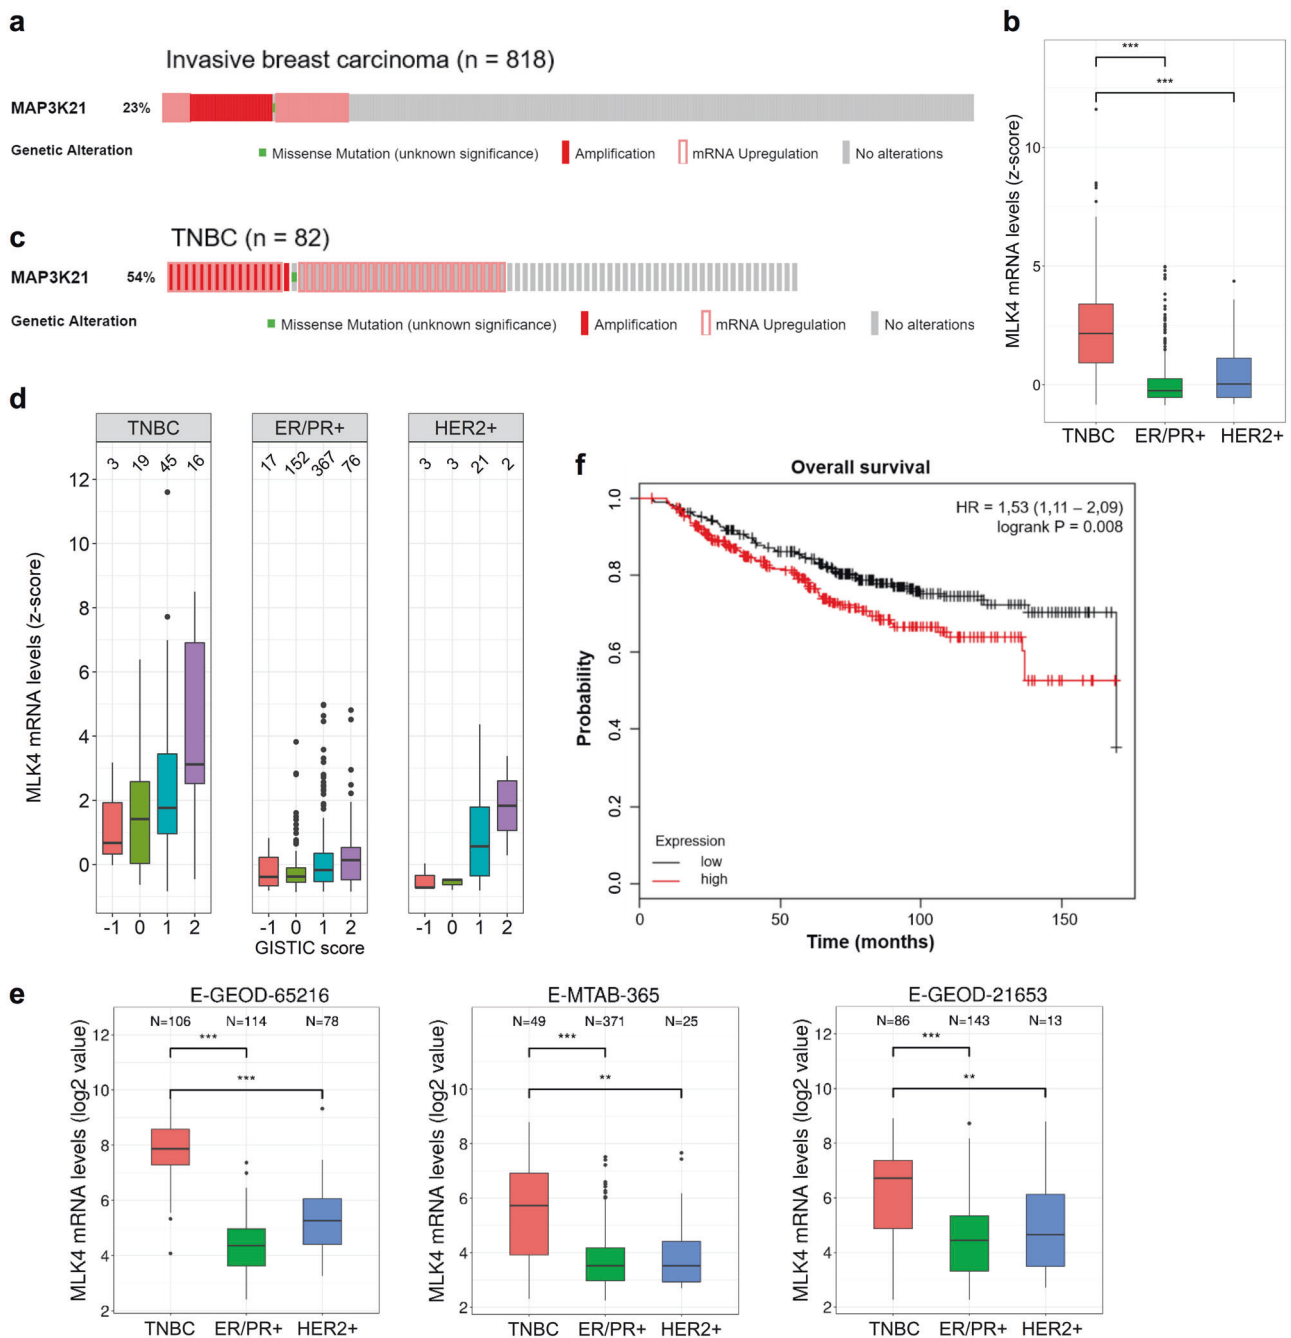 a
Invasive breast carcinoma (n = 818)
MAP3K21 23%
Genetic Alteration Missense Mutation (unknown significance) Amplification mRNA Upregulation No alterations
b
MLK4 mRNA levels (z-score)
10
5
0
***
***
TNBC ER/PR+ HER2+
c
TNBC (n = 82)
MAP3K21 54%
Genetic Alteration Missense Mutation (unknown significance) Amplification mRNA Upregulation No alterations
d
TNBC ER/PR+ HER2+
3 19 45 16 17 152 367 76 3 3 21 2
MLK4 mRNA levels (z-score)
12
10
8
6
4
2
0
-1 0 1 2 -1 0 1 2 -1 0 1 2
GISTIC score
f
Overall survival
HR = 1,53 (1,11 – 2,09)
logrank P = 0.008
Probability
1.0
0.8
0.6
0.4
0.2
0.0
Expression
low
high
0 50 100 150
Time (months)
e
E-GEOD-65216
MLK4 mRNA levels (log2 value)
N=106 N=114 N=78
***
***
12
10
8
6
4
2
TNBC ER/PR+ HER2+
E-MTAB-365
MLK4 mRNA levels (log2 value)
N=49 N=371 N=25
***
**
10
8
6
4
2
TNBC ER/PR+ HER2+
E-GEOD-21653
MLK4 mRNA levels (log2 value)
N=86 N=143 N=13
***
**
12
10
8
6
4
2
TNBC ER/PR+ HER2+